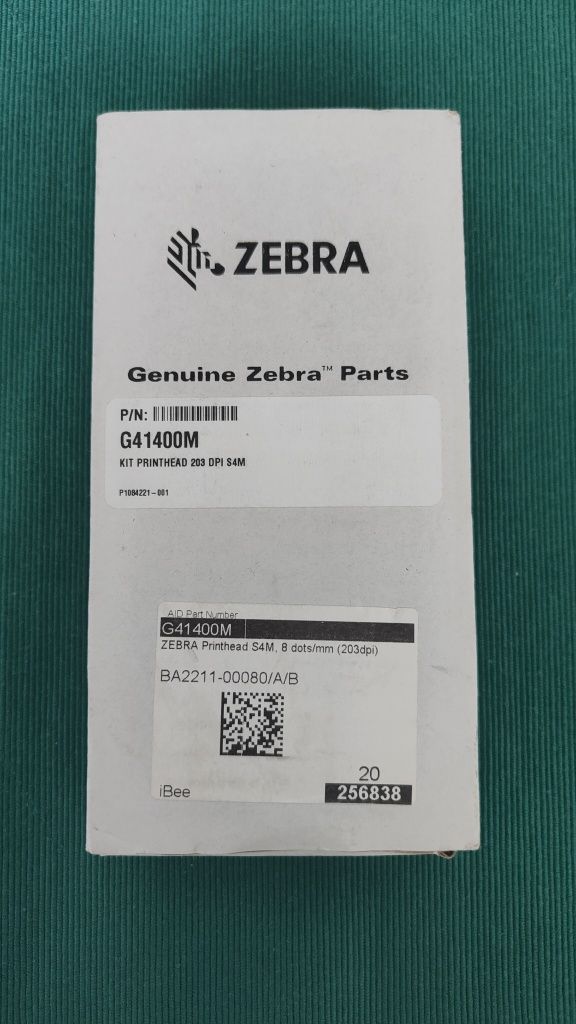 ZEBRA
Genuine Zebra™ Parts
P/N:
G41400M
KIT PRINTHEAD 203 DPI S4M
P1084221-001
AID Part Number
G41400M
ZEBRA Printhead S4M, 8 dots/mm (203dpi)
BA2211-00080/A/B
20
iBee 256838